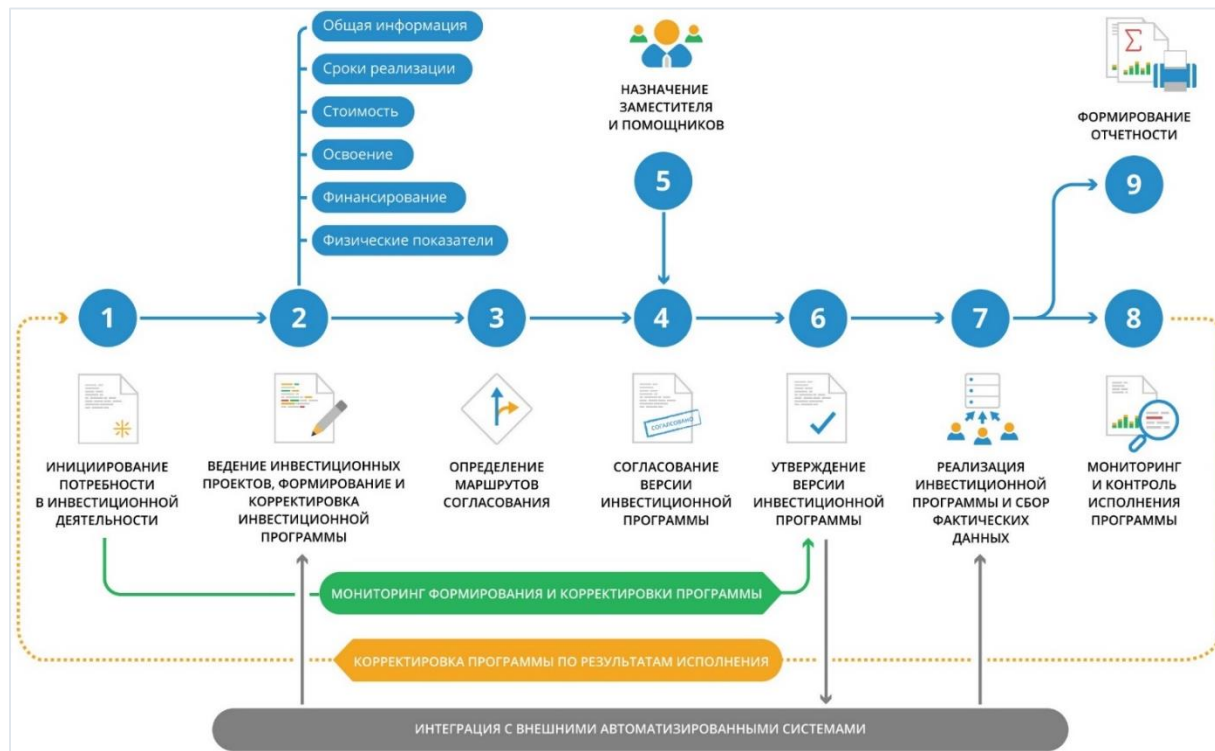 Общая информация
Сроки реализации
Стоимость
Освоение
Финансирование
Физические показатели
НАЗНАЧЕНИЕ
ЗАМЕСТИТЕЛЯ
И ПОМОЩНИКОВ
5
ФОРМИРОВАНИЕ
ОТЧЕТНОСТИ
9
1
2
3
4
6
7
8
ИНИЦИИРОВАНИЕ
ПОТРЕБНОСТИ
В ИНВЕСТИЦИОННОЙ
ДЕЯТЕЛЬНОСТИ
ВЕДЕНИЕ ИНВЕСТИЦИОННЫХ
ПРОЕКТОВ, ФОРМИРОВАНИЕ И
КОРРЕКТИРОВКА
ИНВЕСТИЦИОННОЙ
ПРОГРАММЫ
ОПРЕДЕЛЕНИЕ
МАРШРУТОВ
СОГЛАСОВАНИЯ
СОГЛАСОВАНО
СОГЛАСОВАНИЕ
ВЕРСИИ
ИНВЕСТИЦИОННОЙ
ПРОГРАММЫ
УТВЕРЖДЕНИЕ
ВЕРСИИ
ИНВЕСТИЦИОННОЙ
ПРОГРАММЫ
РЕАЛИЗАЦИЯ
ИНВЕСТИЦИОННОЙ
ПРОГРАММЫ И СБОР
ФАКТИЧЕСКИХ
ДАННЫХ
МОНИТОРИНГ
И КОНТРОЛЬ
ИСПОЛНЕНИЯ
ПРОГРАММЫ
МОНИТОРИНГ ФОРМИРОВАНИЯ И КОРРЕКТИРОВКИ ПРОГРАММЫ
КОРРЕКТИРОВКА ПРОГРАММЫ ПО РЕЗУЛЬТАТАМ ИСПОЛНЕНИЯ
ИНТЕГРАЦИЯ С ВНЕШНИМИ АВТОМАТИЗИРОВАННЫМИ СИСТЕМАМИ